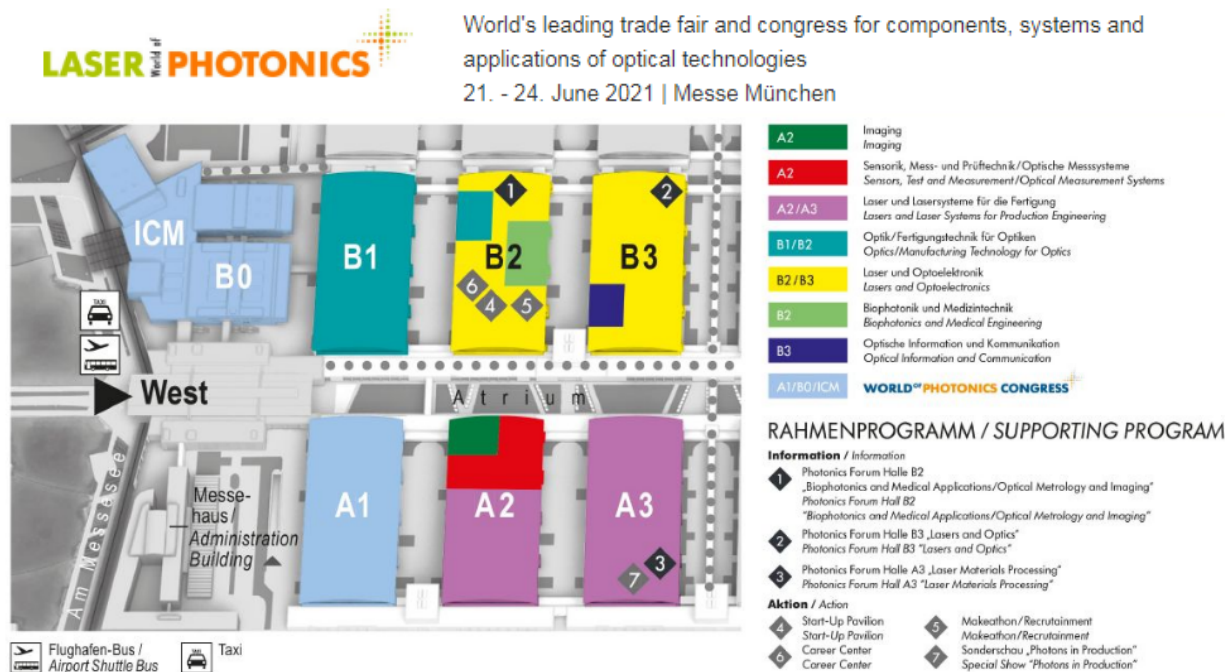 LASER World of PHOTONICS
World's leading trade fair and congress for components, systems and
applications of optical technologies
21. - 24. June 2021 | Messe München
ICM
B0
B1
B2
B3
1
2
6
4
5
TAXI
West
Atrium
A1
A2
A3
3
7
Messe-
haus /
Administration
Building
Am Messesee
Flughafen-Bus /
Airport Shuttle Bus
Taxi
A2
Imaging
Imaging
A2
Sensorik, Mess- und Prüftechnik/Optische Messsysteme
Sensors, Test and Measurement/Optical Measurement Systems
A2/A3
Laser und Lasersysteme für die Fertigung
Lasers and Laser Systems for Production Engineering
B1/B2
Optik/Fertigungstechnik für Optiken
Optics/Manufacturing Technology for Optics
B2/B3
Laser und Optoelektronik
Lasers and Optoelectronics
B2
Biophotonik und Medizintechnik
Biophotonics and Medical Engineering
B3
Optische Information und Kommunikation
Optical Information and Communication
A1/B0/ICM
WORLD OF PHOTONICS CONGRESS
RAHMENPROGRAMM / SUPPORTING PROGRAM
Information / Information
1
Photonics Forum Halle B2
„Biophotonics and Medical Applications/Optical Metrology and Imaging"
Photonics Forum Hall B2
"Biophotonics and Medical Applications/Optical Metrology and Imaging"
2
Photonics Forum Halle B3 „Lasers and Optics"
Photonics Forum Hall B3 "Lasers and Optics"
3
Photonics Forum Halle A3 „Laser Materials Processing"
Photonics Forum Hall A3 "Laser Materials Processing"
Aktion / Action
4
Start-Up Pavilion
Start-Up Pavilion
5
Makeathon/Recrutainment
Makeathon/Recrutainment
6
Career Center
Career Center
7
Sonderschau „Photons in Production"
Special Show "Photons in Production"